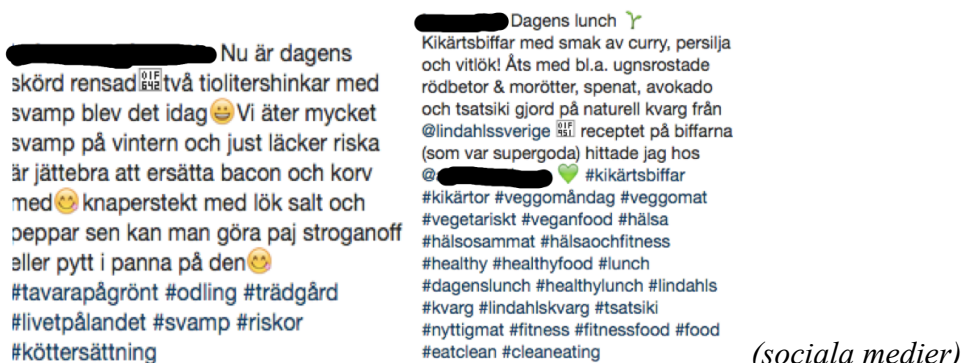 Nu är dagens
skörd rensad två tiolitershinkar med
svamp blev det idag😀Vi äter mycket
svamp på vintern och just läcker riska
är jättebra att ersätta bacon och korv
med😋 knaperstekt med lök salt och
peppar sen kan man göra paj stroganoff
eller pytt i panna på den😋
#tavarapågrönt #odling #trädgård
#livetpålandet #svamp #riskor
#köttersättning
Dagens lunch 🌱
Kikärtsbiffar med smak av curry, persilja
och vitlök! Åts med bl.a. ugnsrostade
rödbetor & morötter, spenat, avokado
och tsatsiki gjord på naturell kvarg från
@lindahlssverige receptet på biffarna
(som var supergoda) hittade jag hos
@ 💚 #kikärtsbiffar
#kikärtor #veggomåndag #veggomat
#vegetariskt #veganfood #hälsa
#hälsosammat #hälsaochfitness
#healthy #healthyfood #lunch
#dagenslunch #healthylunch #lindahls
#kvarg #lindahlskvarg #tsatsiki
#nyttigmat #fitness #fitnessfood #food
#eatclean #cleaneating
(sociala medier)